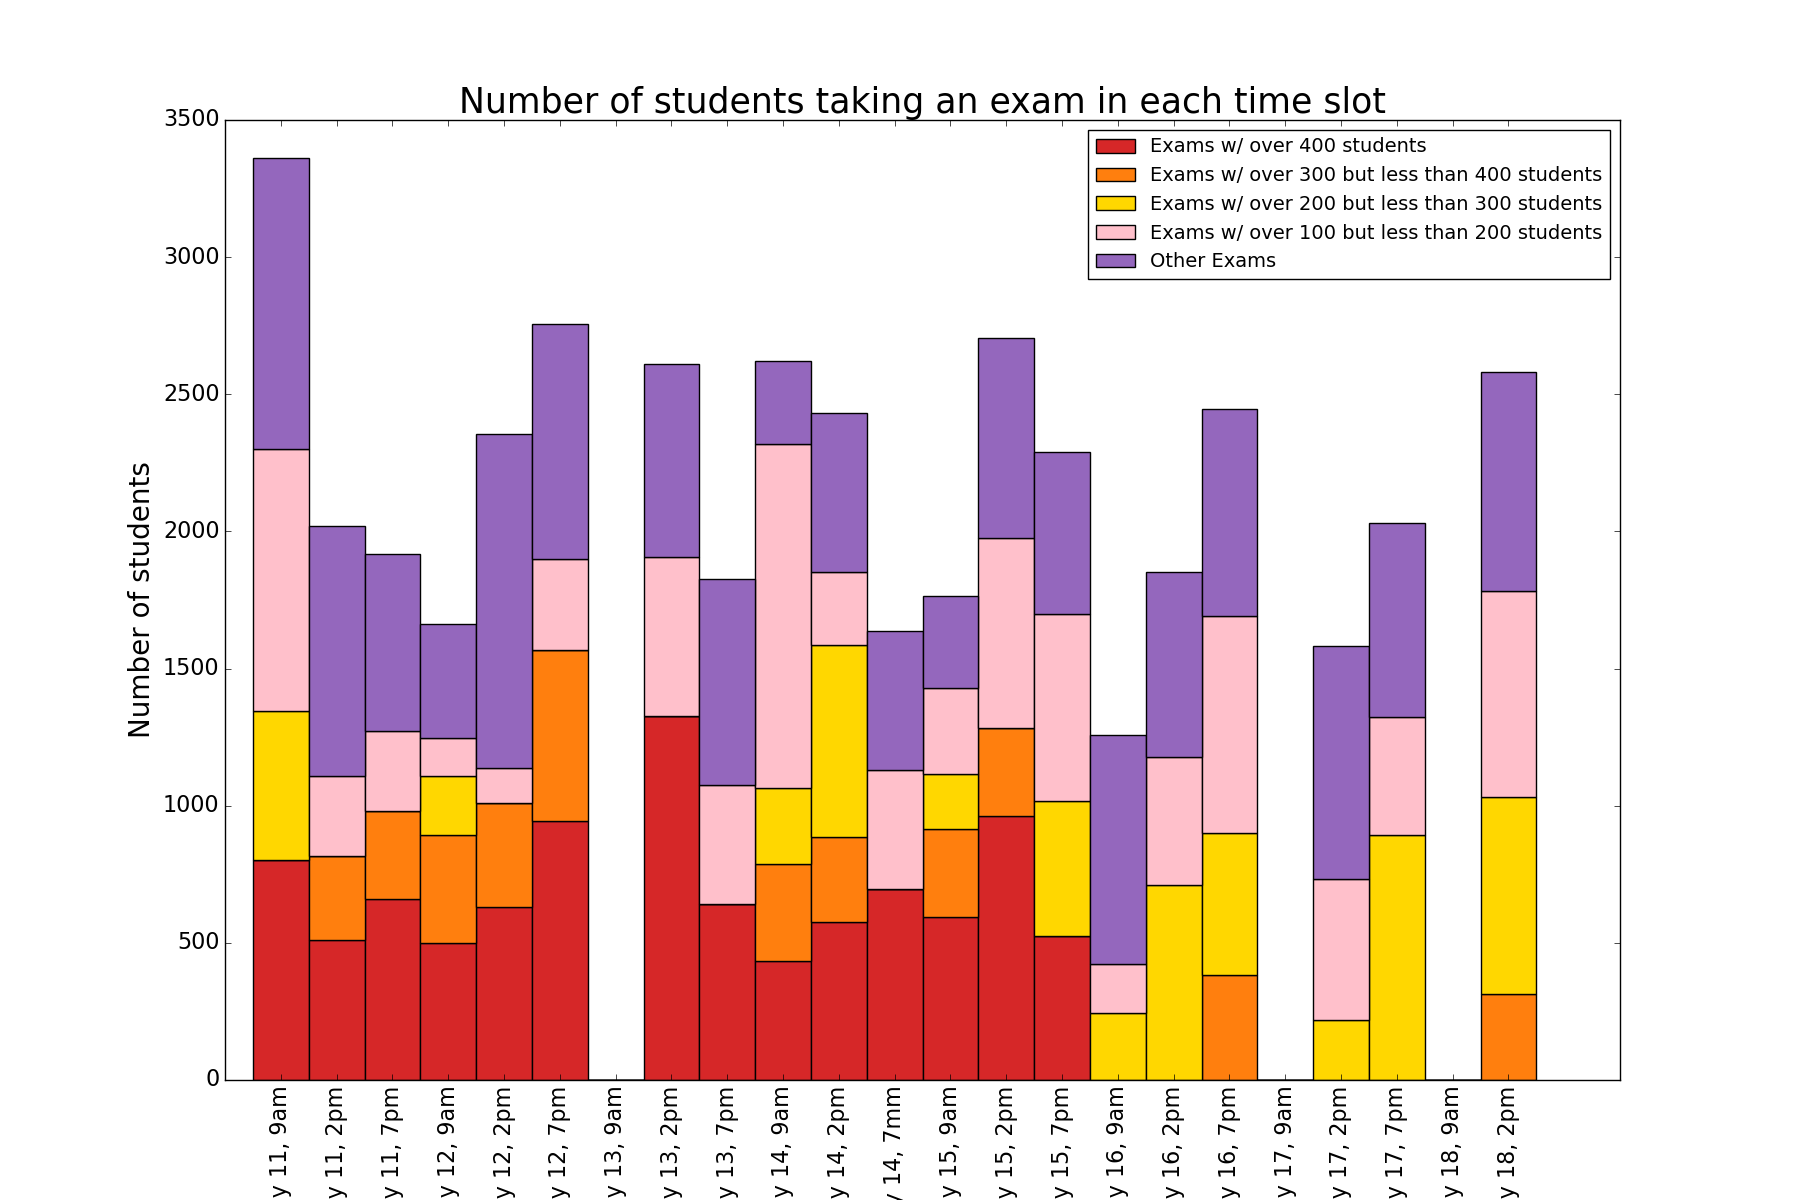 Number of students taking an exam in each time slot
3500
3000
2500
2000
1500
1000
500
0
Number of students
Exams w/ over 400 students
Exams w/ over 300 but less than 400 students
Exams w/ over 200 but less than 300 students
Exams w/ over 100 but less than 200 students
Other Exams
y 11, 9am
y 11, 2pm
y 11, 7pm
y 12, 9am
y 12, 2pm
y 12, 7pm
y 13, 9am
y 13, 2pm
y 13, 7pm
y 14, 9am
y 14, 2pm
y 14, 7mm
y 15, 9am
y 15, 2pm
y 15, 7pm
y 16, 9am
y 16, 2pm
y 16, 7pm
y 17, 9am
y 17, 2pm
y 17, 7pm
y 18, 9am
y 18, 2pm